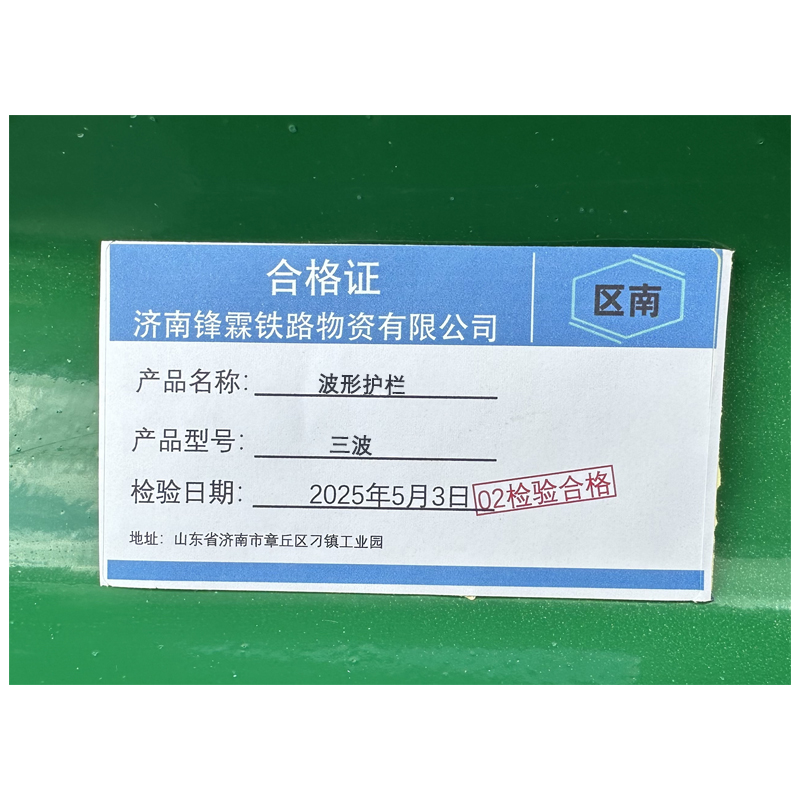 合格证
济南锋霖铁路物资有限公司
区南
产品名称：波形护栏
产品型号：三波
检验日期：2025年5月3日
02检验合格
地址：山东省济南市章丘区刁镇工业园